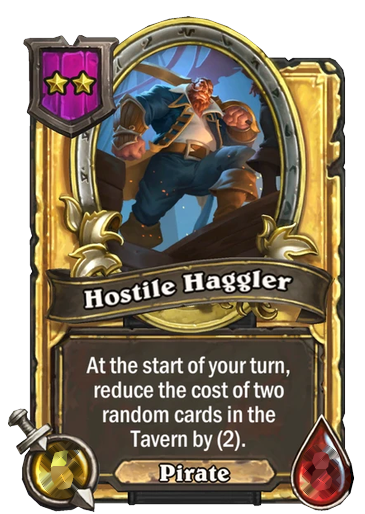 Hostile Haggler
At the start of your turn,
reduce the cost of two
random cards in the
Tavern by (2).
Pirate